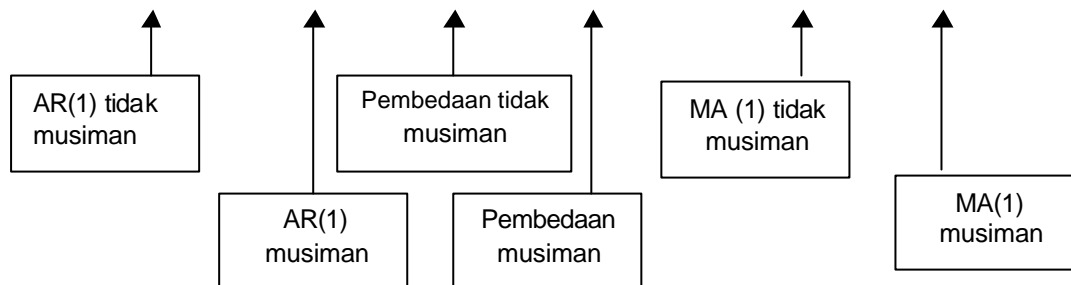 AR(1) tidak
musiman
Pembedaan tidak
musiman
MA (1) tidak
musiman
AR(1)
musiman
Pembedaan
musiman
MA(1)
musiman